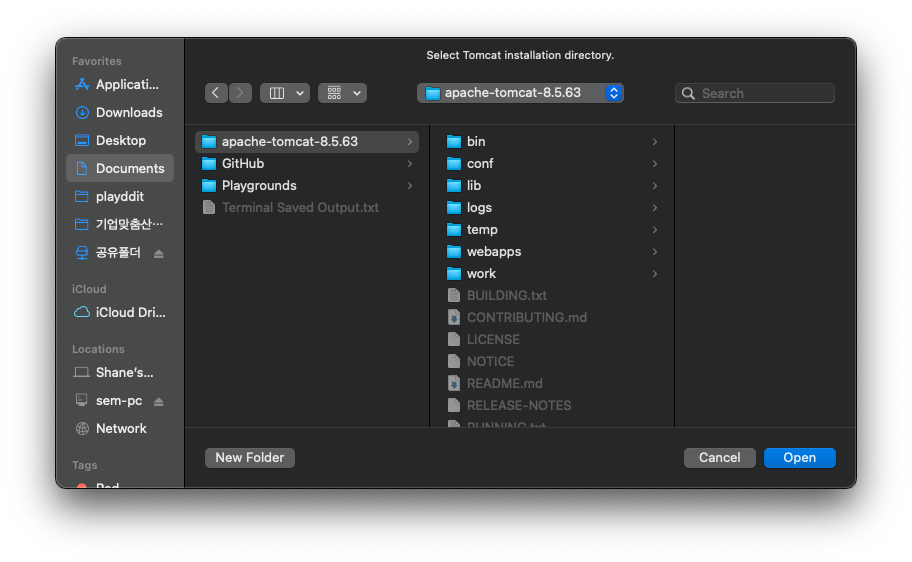 Select Tomcat installation directory.
apache-tomcat-8.5.63
Search
Favorites
Applicati...
Downloads
Desktop
Documents
playddit
기업맞춤산...
공유폴더
iCloud
iCloud Dri...
Locations
Shane's...
sem-pc
Network
Tags
Red
apache-tomcat-8.5.63
GitHub
Playgrounds
Terminal Saved Output.txt
bin
conf
lib
logs
temp
webapps
work
BUILDING.txt
CONTRIBUTING.md
LICENSE
NOTICE
README.md
RELEASE-NOTES
RUNNING.txt
New Folder
Cancel
Open